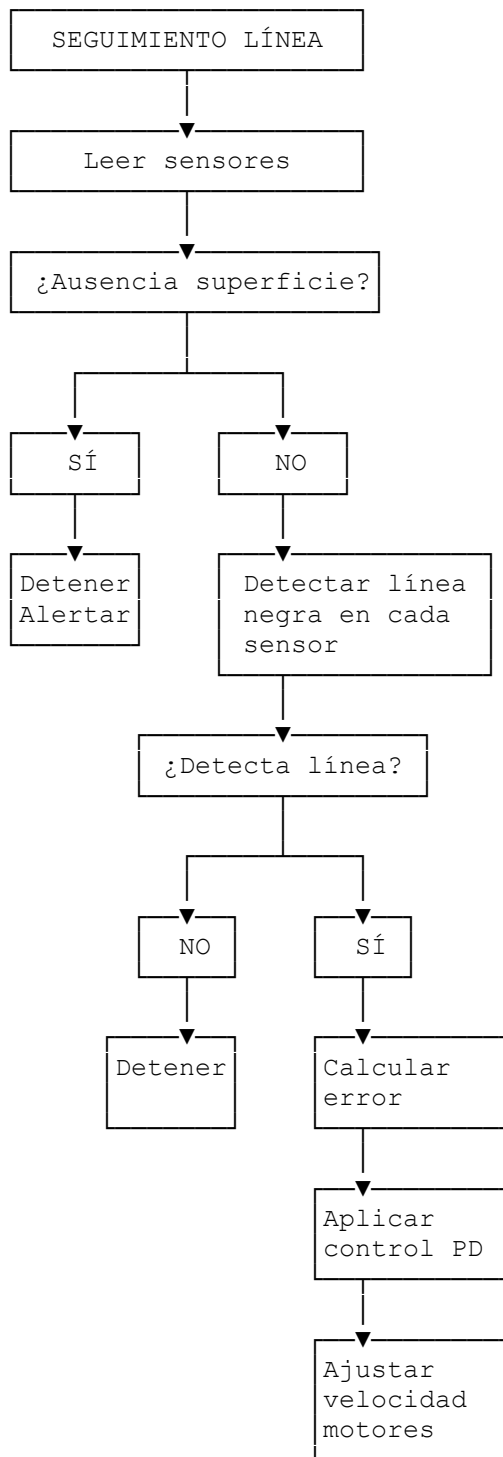 SEGUIMIENTO LÍNEA
Leer sensores
¿Ausencia superficie?
SÍ
NO
Detener
Alertar
Detectar línea
negra en cada
sensor
¿Detecta línea?
NO
SÍ
Detener
Calcular
error
Aplicar
control PD
Ajustar
velocidad
motores